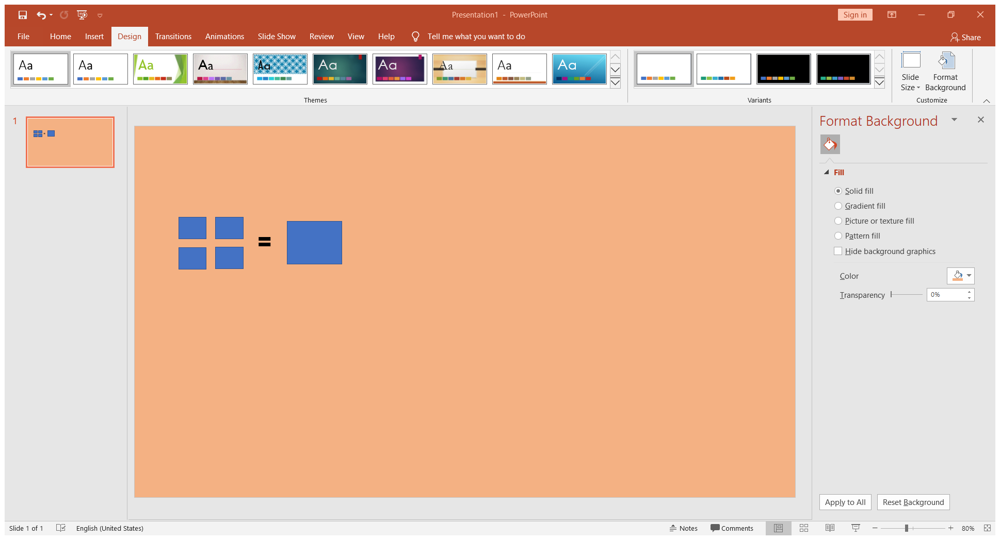 Presentation1 - PowerPoint
Sign in
File Home Insert Design Transitions Animations Slide Show Review View Help Tell me what you want to do
Share
Aa Aa Aa Aa Aa Aa Aa Aa Aa Aa
Slide Size
Format Background
Themes
Variants
Customize
1
=
Format Background
Fill
Solid fill
Gradient fill
Picture or texture fill
Pattern fill
Hide background graphics
Color
Transparency 0%
Apply to All Reset Background
Slide 1 of 1 English (United States) Notes Comments 80%